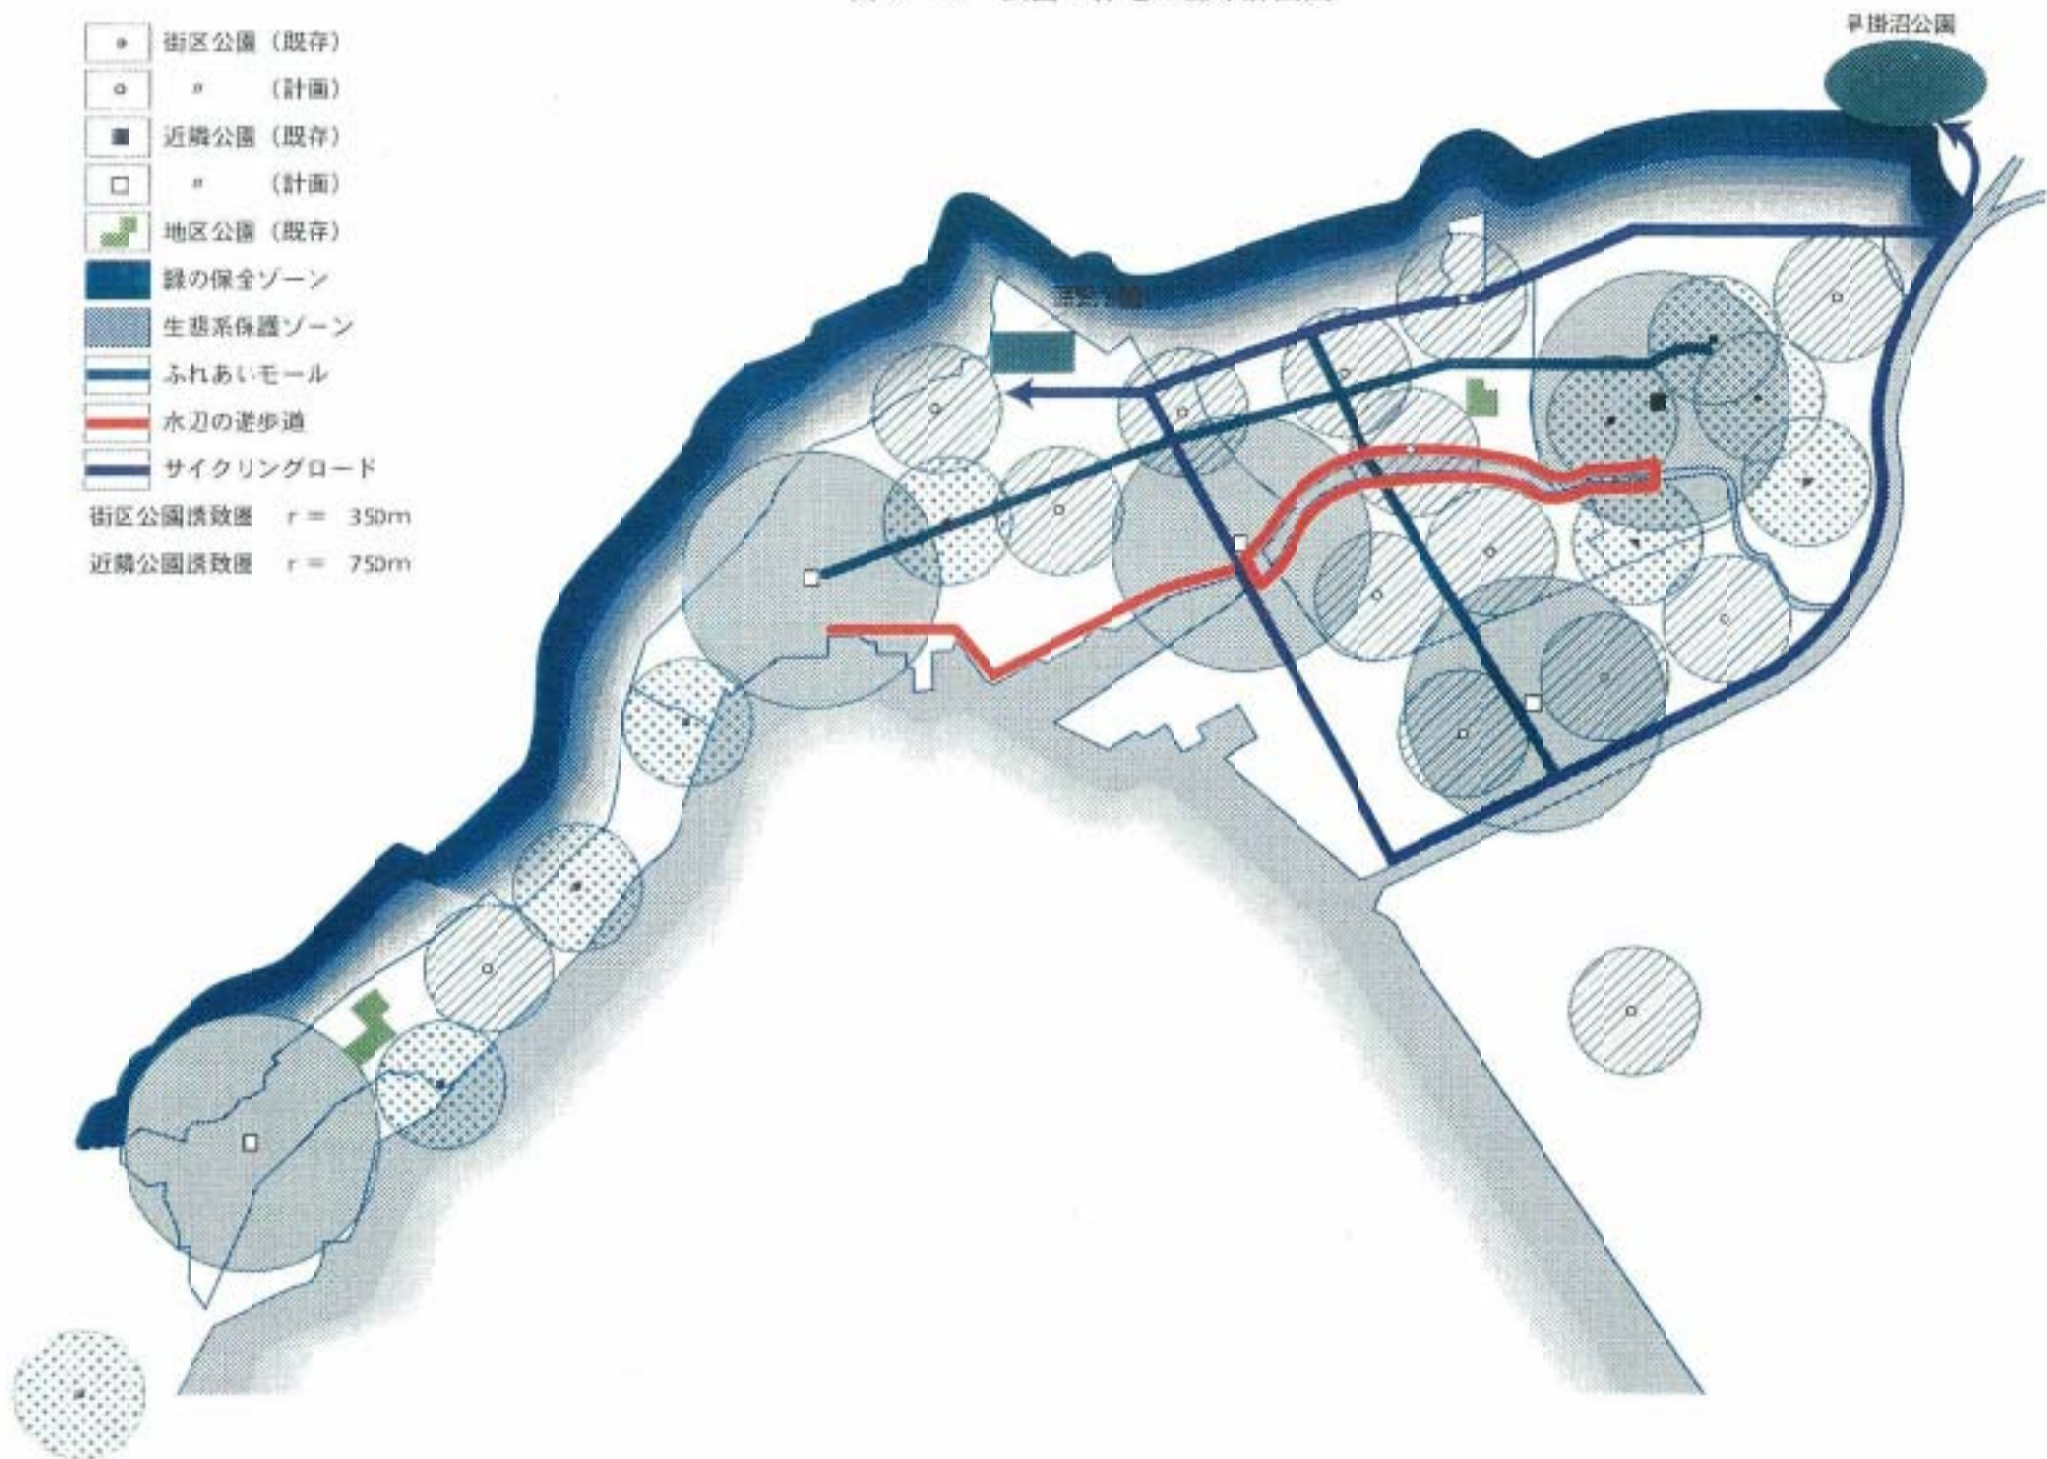 早掛沼公園
街区公園（既存）
〃（計画）
近隣公園（既存）
〃（計画）
地区公園（既存）
緑の保全ゾーン
生態系保護ゾーン
ふれあいモール
水辺の遊歩道
サイクリングロード
街区公園誘致圏 r = 350m
近隣公園誘致圏 r = 750m